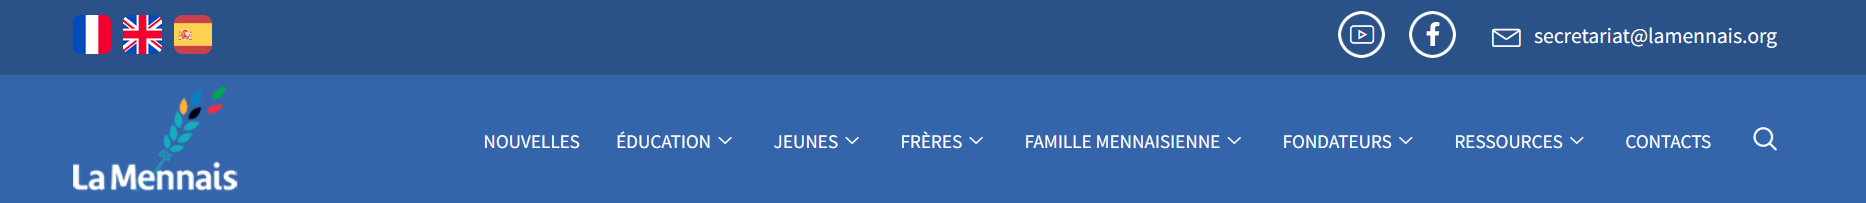 secretariat@lamennais.org
La Mennais
NOUVELLES ÉDUCATION JEUNES FRÈRES FAMILLE MENNAISIENNE FONDATEURS RESSOURCES CONTACTS